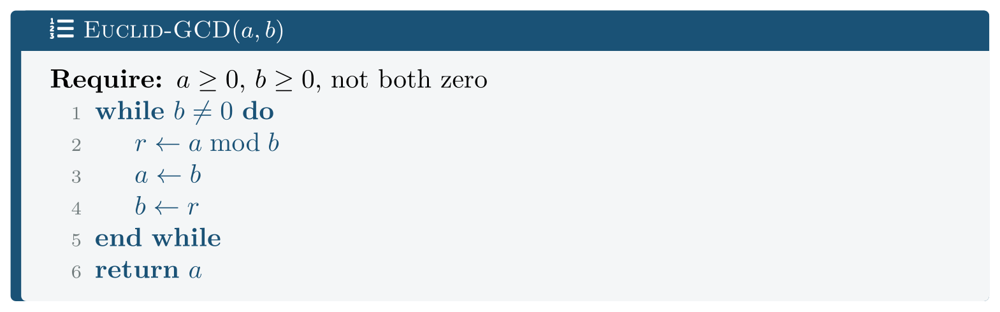 EUCLID-GCD(a, b)
Require: a ≥ 0, b ≥ 0, not both zero
1 while b ≠ 0 do
2 r ← a mod b
3 a ← b
4 b ← r
5 end while
6 return a